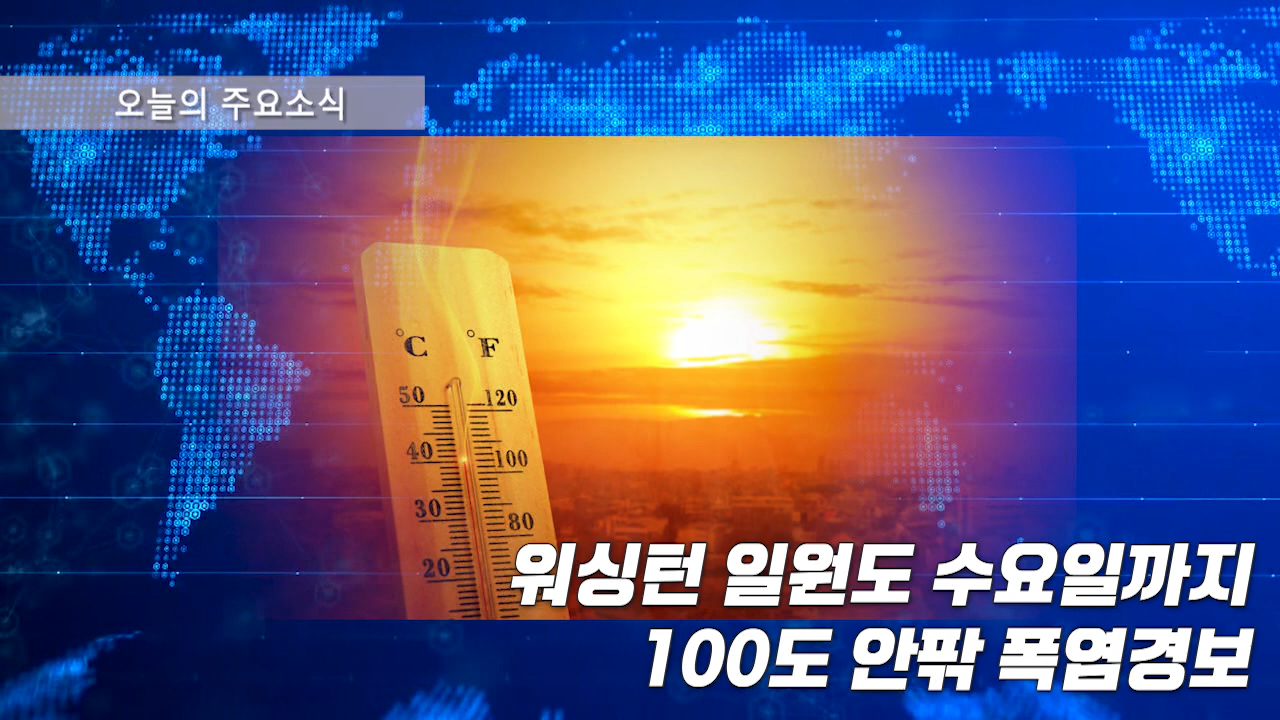 오늘의 주요소식
°C °F
50 120
40 100
30 80
20
워싱턴 일원도 수요일까지
100도 안팎 폭염경보